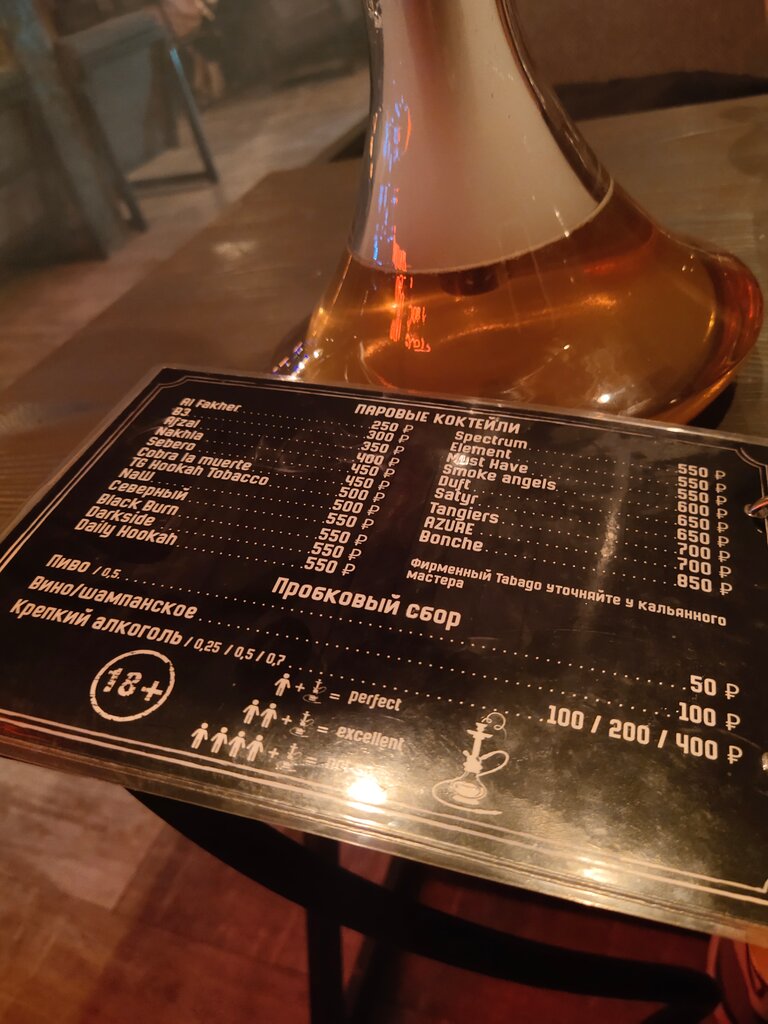 ПАРОВЫЕ КОКТЕЙЛИ
Al Fakher 250 ₽
B3 300 ₽
Afzal 350 ₽
Nakhla 400 ₽
Sebero 450 ₽
Cobra la muerte 450 ₽
TG Hookah Tobacco 500 ₽
NaШ 500 ₽
Северный 550 ₽
Black Burn 550 ₽
Darkside 550 ₽
Daily Hookah 550 ₽
Spectrum 550 ₽
Element 550 ₽
Must Have 550 ₽
Smoke angels 600 ₽
Duft 650 ₽
Satyr 650 ₽
Tangiers 700 ₽
AZURE 700 ₽
Bonche 850 ₽
Фирменный Tabago уточняйте у кальянного
мастера
Пробковый сбор
Пиво / 0,5 50 ₽
Вино/шампанское 100 ₽
Крепкий алкоголь / 0,25 / 0,5 / 0,7 100 / 200 / 400 ₽
18+
+ = perfect
+ = excellent
+ =